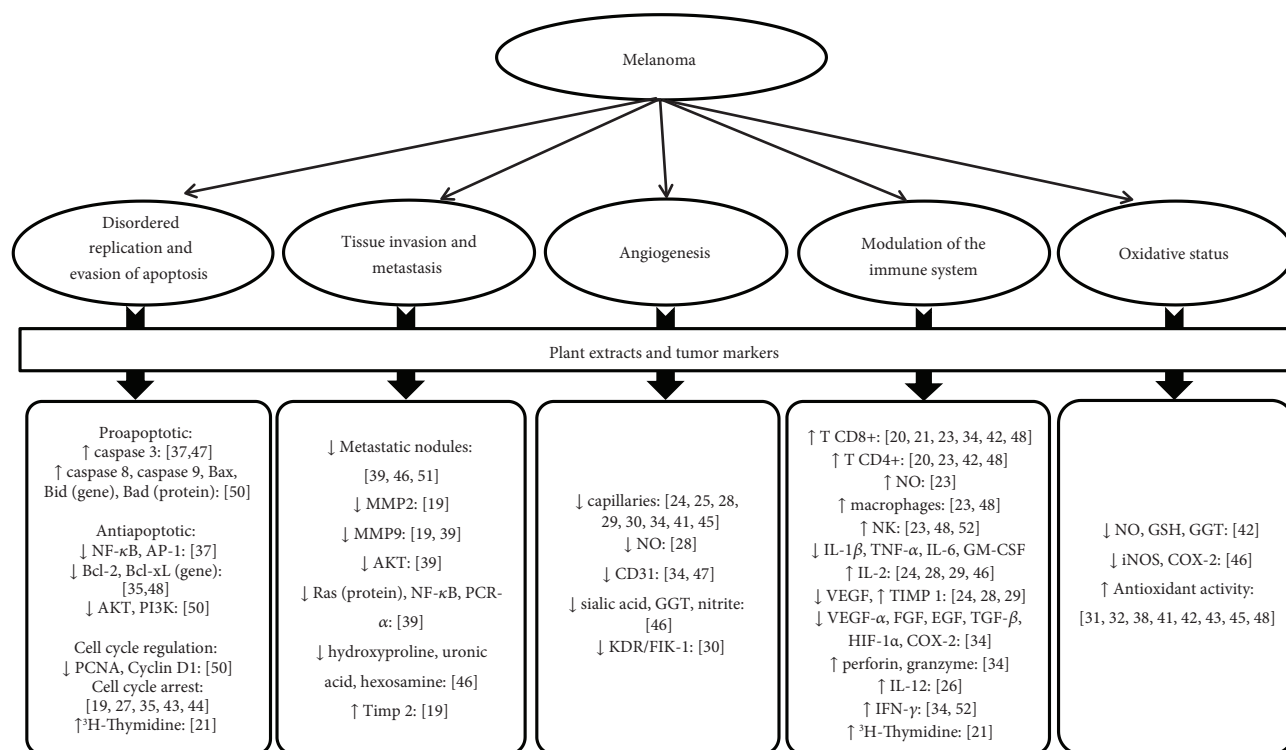 Melanoma
Disordered
replication and
evasion of apoptosis
Tissue invasion and
metastasis
Angiogenesis
Modulation of the
immune system
Oxidative status
Plant extracts and tumor markers
Proapoptotic:
↑ caspase 3: [37,47]
↑ caspase 8, caspase 9, Bax,
Bid (gene), Bad (protein): [50]
Antiapoptotic:
↓ NF-κB, AP-1: [37]
↓ Bcl-2, Bcl-xL (gene):
[35,48]
↓ AKT, PI3K: [50]
Cell cycle regulation:
↓ PCNA, Cyclin D1: [50]
Cell cycle arrest:
[19, 27, 35, 43, 44]
↑³H-Thymidine: [21]
↓ Metastatic nodules:
[39, 46, 51]
↓ MMP2: [19]
↓ MMP9: [19, 39]
↓ AKT: [39]
↓ Ras (protein), NF-κB, PCR-
α: [39]
↓ hydroxyproline, uronic
acid, hexosamine: [46]
↑ Timp 2: [19]
↓ capillaries: [24, 25, 28,
29, 30, 34, 41, 45]
↓ NO: [28]
↓ CD31: [34, 47]
↓ sialic acid, GGT, nitrite:
[46]
↓ KDR/FIK-1: [30]
↑ T CD8+: [20, 21, 23, 34, 42, 48]
↑ T CD4+: [20, 23, 42, 48]
↑ NO: [23]
↑ macrophages: [23, 48]
↑ NK: [23, 48, 52]
↓ IL-1β, TNF-α, IL-6, GM-CSF
↑ IL-2: [24, 28, 29, 46]
↓ VEGF, ↑ TIMP 1: [24, 28, 29]
↓ VEGF-α, FGF, EGF, TGF-β,
HIF-1α, COX-2: [34]
↑ perforin, granzyme: [34]
↑ IL-12: [26]
↑ IFN-γ: [34, 52]
↑ ³H-Thymidine: [21]
↓ NO, GSH, GGT: [42]
↓ iNOS, COX-2: [46]
↑ Antioxidant activity:
[31, 32, 38, 41, 42, 43, 45, 48]